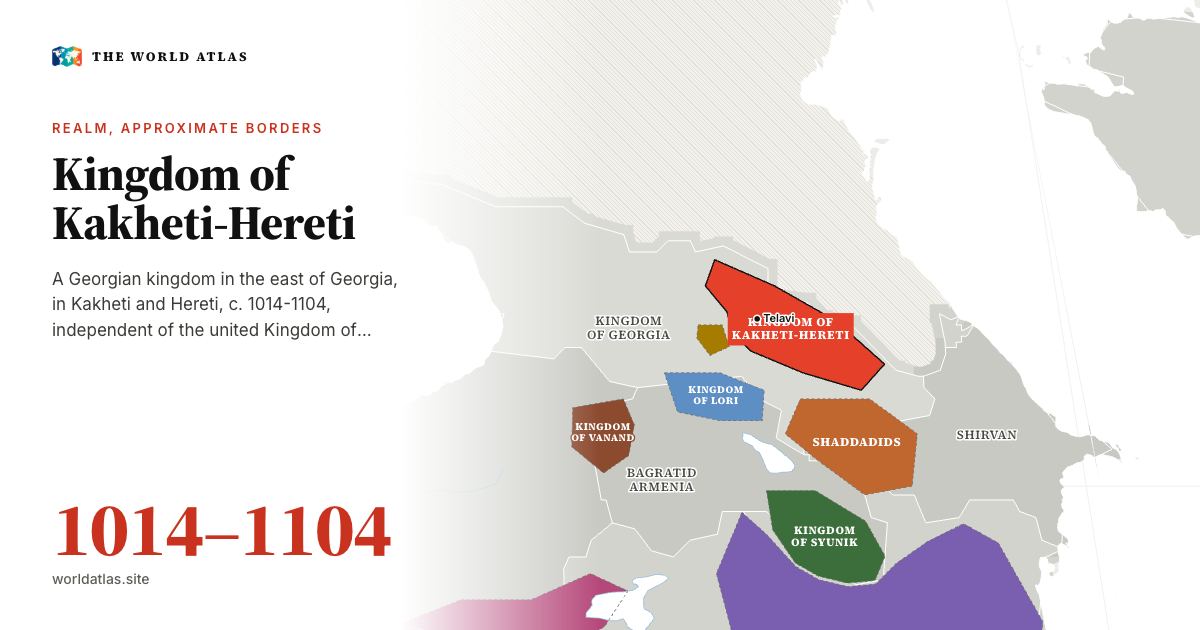 THE WORLD ATLAS
REALM, APPROXIMATE BORDERS
Kingdom of
Kakheti-Hereti
A Georgian kingdom in the east of Georgia,
in Kakheti and Hereti, c. 1014-1104,
independent of the united Kingdom of...
1014–1104
worldatlas.site
KINGDOM
OF GEORGIA
Telavi
KINGDOM OF
KAKHETI-HERETI
KINGDOM
OF LORI
KINGDOM
OF VANAND
SHADDADIDS
SHIRVAN
BAGRATID
ARMENIA
KINGDOM
OF SYUNIK